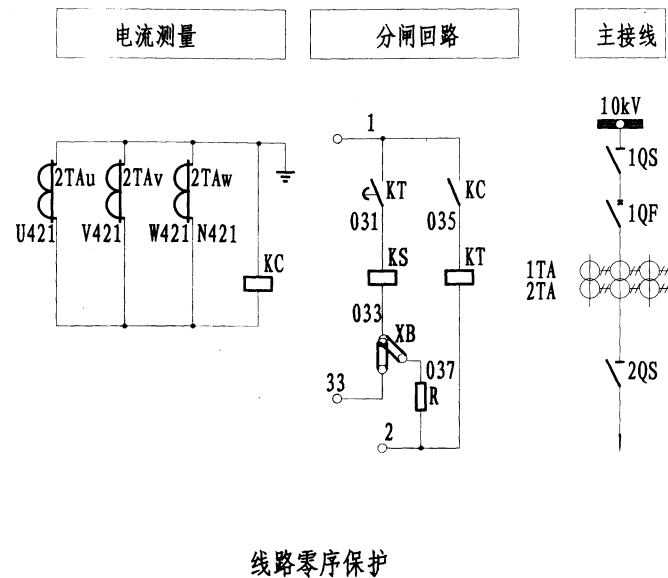 电流测量
分闸回路
主接线
10kV
1QS
1QF
1TA
2TA
2QS
2TAu
2TAv
2TAw
U421
V421
W421
N421
KC
1
KT
KC
031
035
KS
KT
033
XB
037
33
R
2
线路零序保护